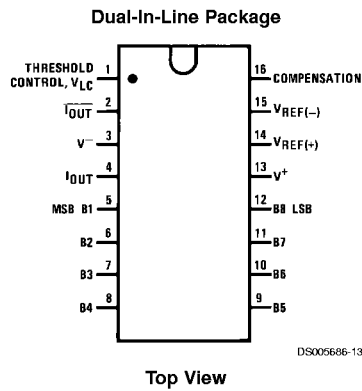 Dual-In-Line Package
THRESHOLD
CONTROL, VLC
1
16
COMPENSATION
IOUT
2
15
VREF(−)
V−
3
14
VREF(+)
IOUT
4
13
V+
MSB B1
5
12
B8 LSB
B2
6
11
B7
B3
7
10
B6
B4
8
9
B5
DS005686-13
Top View